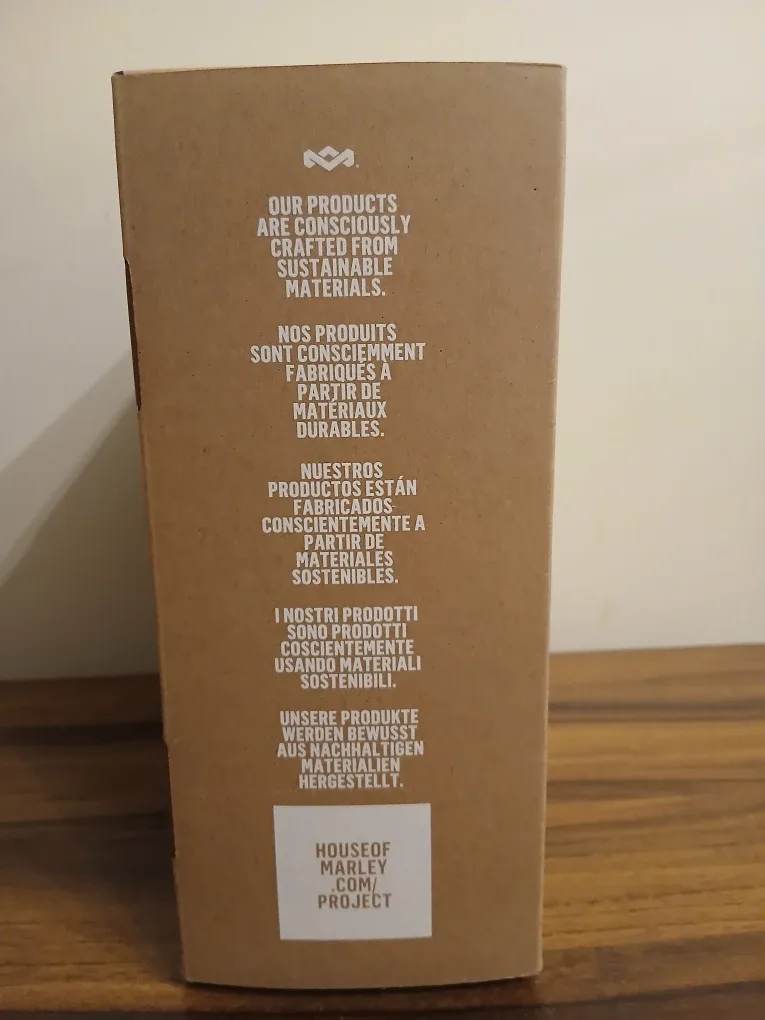 OUR PRODUCTS
ARE CONSCIOUSLY
CRAFTED FROM
SUSTAINABLE
MATERIALS.
NOS PRODUITS
SONT CONSCIEMMENT
FABRIQUÉS À
PARTIR DE
MATÉRIAUX
DURABLES.
NUESTROS
PRODUCTOS ESTÁN
FABRICADOS
CONSCIENTEMENTE A
PARTIR DE
MATERIALES
SOSTENIBLES.
I NOSTRI PRODOTTI
SONO PRODOTTI
COSCIENTEMENTE
USANDO MATERIALI
SOSTENIBILI.
UNSERE PRODUKTE
WERDEN BEWUSST
AUS NACHHALTIGEN
MATERIALIEN
HERGESTELLT.
HOUSEOF
MARLEY
.COM/
PROJECT